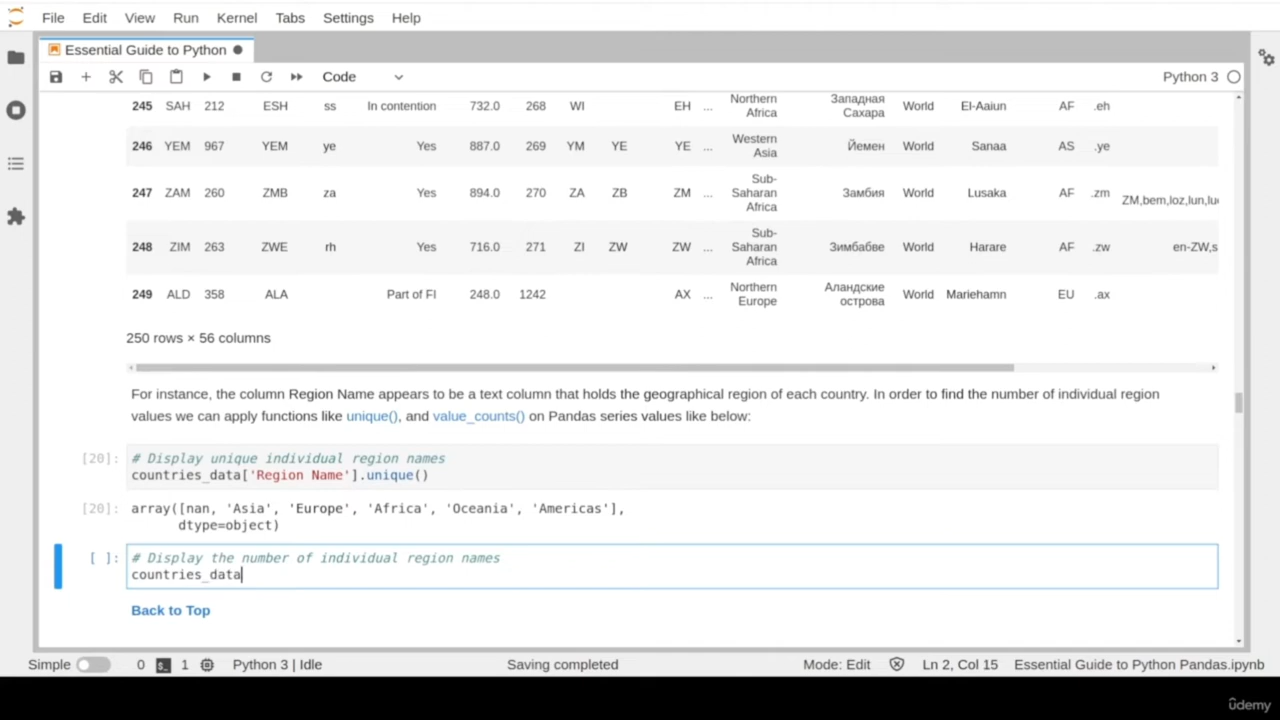 File Edit View Run Kernel Tabs Settings Help
Essential Guide to Python
Code
Python 3
245 SAH 212 ESH ss In contention 732.0 268 WI EH ... Northern Africa Западная Сахара World El-Aaiun AF .eh
246 YEM 967 YEM ye Yes 887.0 269 YM YE YE ... Western Asia Йемен World Sanaa AS .ye
247 ZAM 260 ZMB za Yes 894.0 270 ZA ZB ZM ... Sub-Saharan Africa Замбия World Lusaka AF .zm ZM,bem,loz,lun,lu
248 ZIM 263 ZWE rh Yes 716.0 271 ZI ZW ZW ... Sub-Saharan Africa Зимбабве World Harare AF .zw en-ZW,s
249 ALD 358 ALA Part of FI 248.0 1242 AX ... Northern Europe Аландские острова World Mariehamn EU .ax
250 rows × 56 columns
For instance, the column Region Name appears to be a text column that holds the geographical region of each country. In order to find the number of individual region
values we can apply functions like unique(), and value_counts() on Pandas series values like below:
[20]: # Display unique individual region names
countries_data['Region Name'].unique()
[20]: array([nan, 'Asia', 'Europe', 'Africa', 'Oceania', 'Americas'],
dtype=object)
[ ]: # Display the number of individual region names
countries_data
Back to Top
Simple 0 1 Python 3 | Idle Saving completed Mode: Edit Ln 2, Col 15 Essential Guide to Python Pandas.ipynb
ûdemy